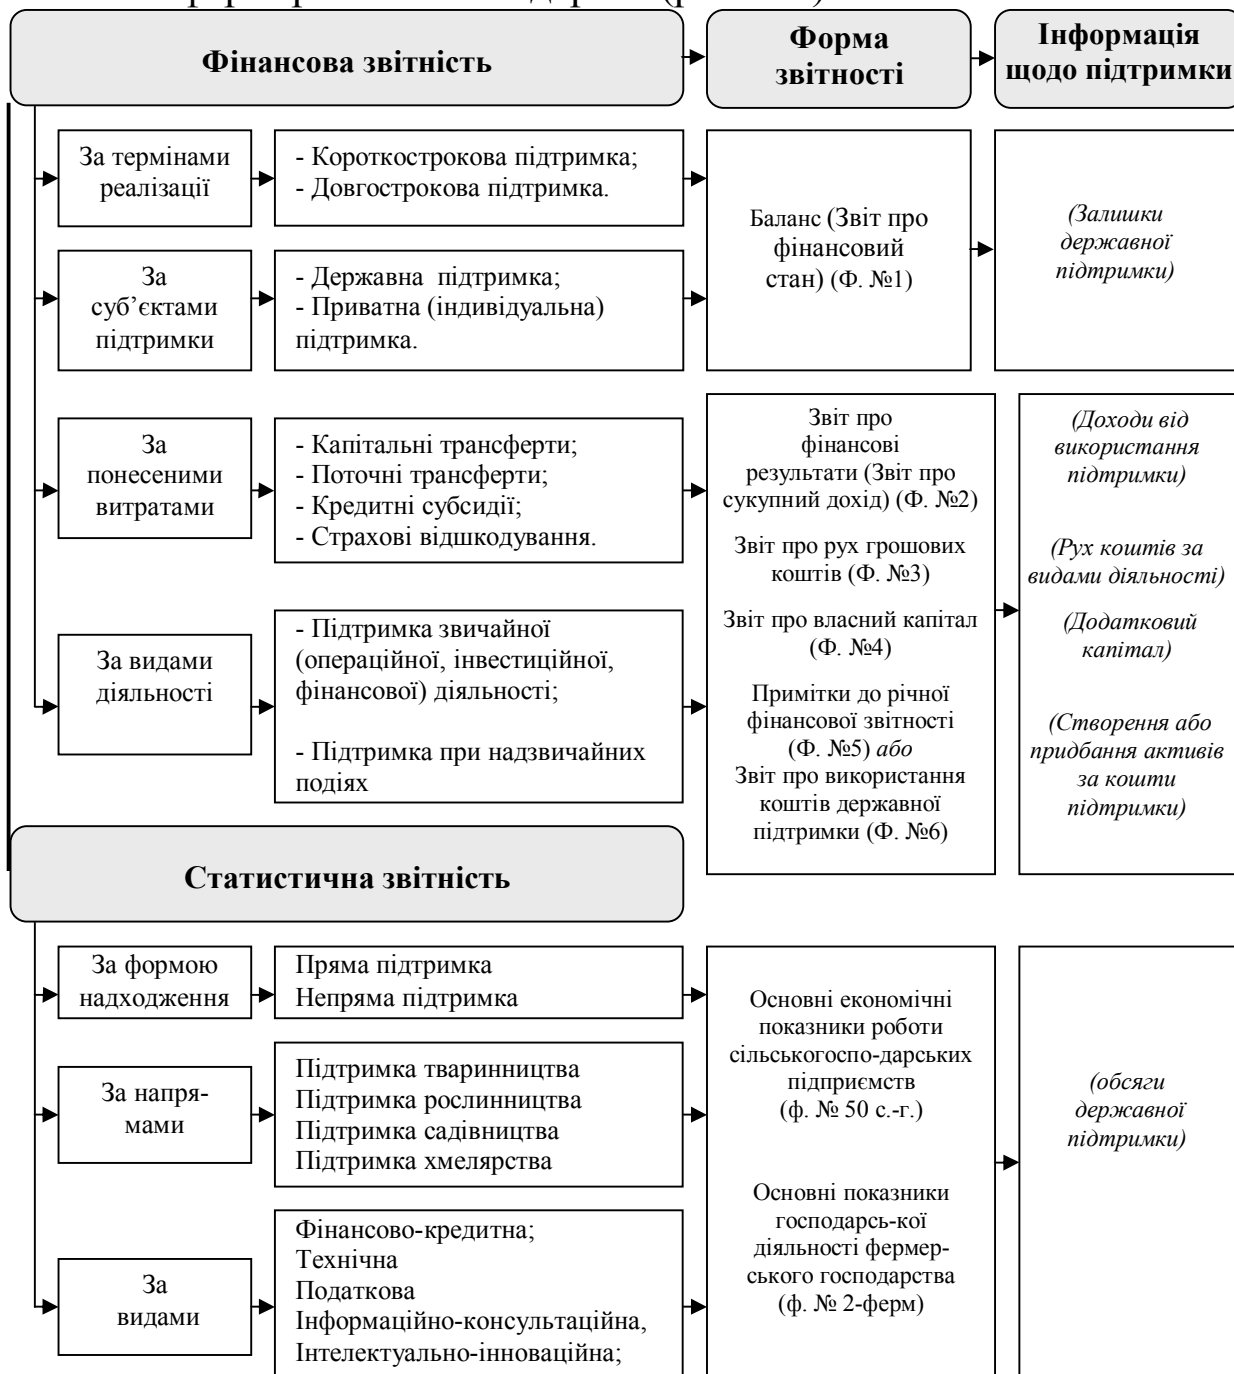 Фінансова звітність
Форма
звітності
Інформація
щодо підтримки
За термінами
реалізації
- Короткострокова підтримка;
- Довгострокова підтримка.
Баланс (Звіт про
фінансовий
стан) (Ф. №1)
(Залишки
державної
підтримки)
За
суб’єктами
підтримки
- Державна підтримка;
- Приватна (індивідуальна)
підтримка.
За
понесеними
витратами
- Капітальні трансферти;
- Поточні трансферти;
- Кредитні субсидії;
- Страхові відшкодування.
Звіт про
фінансові
результати (Звіт про
сукупний дохід) (Ф. №2)
Звіт про рух грошових
коштів (Ф. №3)
Звіт про власний капітал
(Ф. №4)
Примітки до річної
фінансової звітності
(Ф. №5) або
Звіт про використання
коштів державної
підтримки (Ф. №6)
(Доходи від
використання
підтримки)
(Рух коштів за
видами діяльності)
(Додатковий
капітал)
(Створення або
придбання активів
за кошти
підтримки)
За видами
діяльності
- Підтримка звичайної
(операційної, інвестиційної,
фінансової) діяльності;
- Підтримка при надзвичайних
подіях
Статистична звітність
За формою
надходження
Пряма підтримка
Непряма підтримка
Основні економічні
показники роботи
сільськогоспо-дарських
підприємств
(ф. № 50 с.-г.)
Основні показники
господарсь-кої
діяльності фермер-
ського господарства
(ф. № 2-ферм)
(обсяги
державної
підтримки)
За напря-
мами
Підтримка тваринництва
Підтримка рослинництва
Підтримка садівництва
Підтримка хмелярства
За
видами
Фінансово-кредитна;
Технічна
Податкова
Інформаційно-консультаційна,
Інтелектуально-інноваційна;